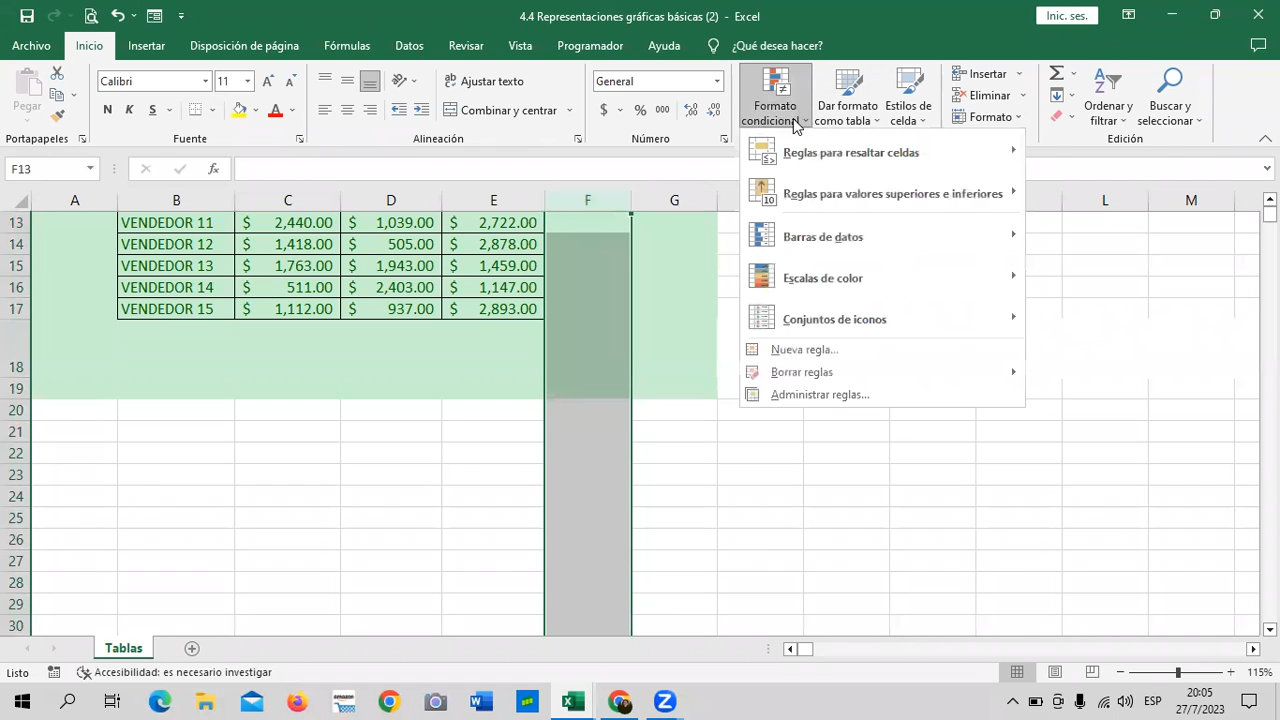 4.4 Representaciones gráficas básicas (2) - Excel
Inic. ses.
Archivo Inicio Insertar Disposición de página Fórmulas Datos Revisar Vista Programador Ayuda ¿Qué desea hacer?
Pegar
Portapapeles
Calibri 11
N K S
Fuente
Ajustar texto
Combinar y centrar
Alineación
General
$ % 000
Número
Formato condicional
Dar formato como tabla
Estilos de celda
Insertar
Eliminar
Formato
Ordenar y filtrar
Buscar y seleccionar
Edición
Reglas para resaltar celdas
Reglas para valores superiores e inferiores
Barras de datos
Escalas de color
Conjuntos de iconos
Nueva regla...
Borrar reglas
Administrar reglas...
F13 fx
A B C D E F G L M
13 VENDEDOR 11 $ 2,440.00 $ 1,039.00 $ 2,722.00
14 VENDEDOR 12 $ 1,418.00 $ 505.00 $ 2,878.00
15 VENDEDOR 13 $ 1,763.00 $ 1,943.00 $ 1,459.00
16 VENDEDOR 14 $ 511.00 $ 2,403.00 $ 1,147.00
17 VENDEDOR 15 $ 1,112.00 $ 937.00 $ 2,893.00
18
19
20
21
22
23
24
25
26
27
28
29
30
Tablas
Listo Accesibilidad: es necesario investigar 115%
ESP
20:05
27/7/2023